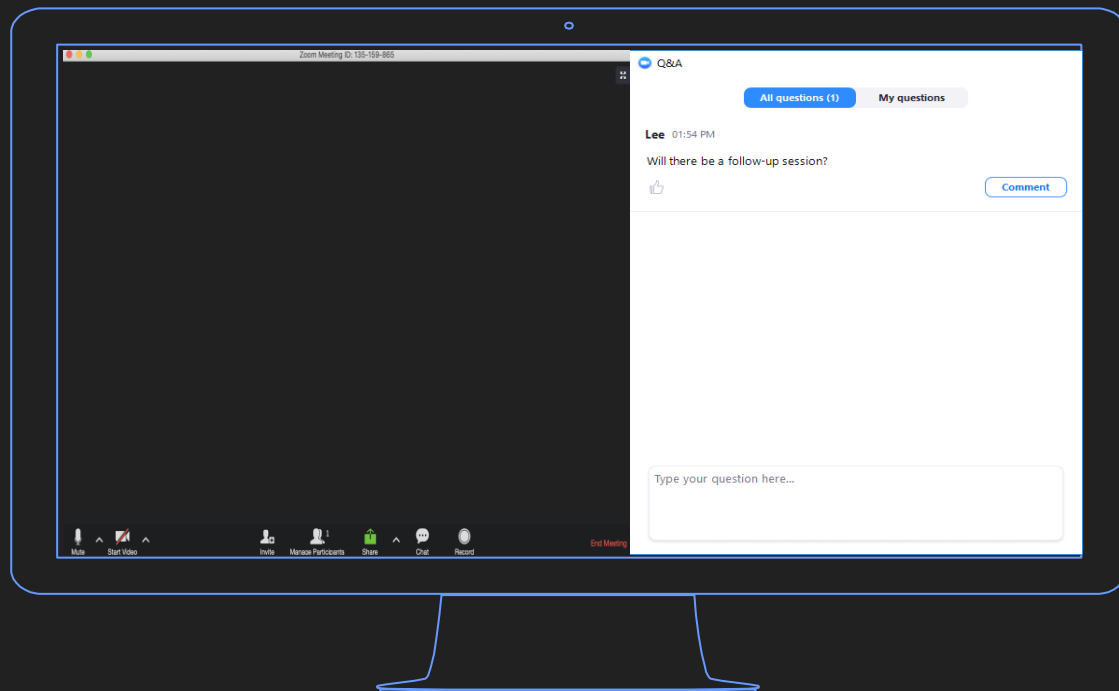 Zoom Meeting ID: 135-159-865
Q&A
All questions (1) My questions
Lee 01:54 PM
Will there be a follow-up session?
Comment
Type your question here...
Mute Start Video Invite Manage Participants 1 Share Chat Record End Meeting